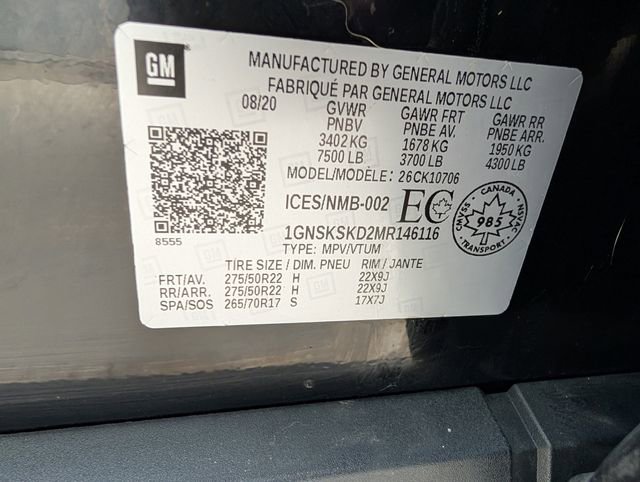 GM
MANUFACTURED BY GENERAL MOTORS LLC
FABRIQUÉ PAR GENERAL MOTORS LLC
08/20 GVWR GAWR FRT GAWR RR
PNBV PNBE AV. PNBE ARR.
3402 KG 1678 KG 1950 KG
7500 LB 3700 LB 4300 LB
MODEL/MODÈLE: 26CK10706
ICES/NMB-002 EC
CANADA
CMVSS 985 NSVAC
TRANSPORT
8555 1GNSKSKD2MR146116
TYPE: MPV/VTUM
TIRE SIZE / DIM. PNEU RIM / JANTE
FRT/AV. 275/50R22 H 22X9J
RR/ARR. 275/50R22 H 22X9J
SPA/SOS 265/70R17 S 17X7J